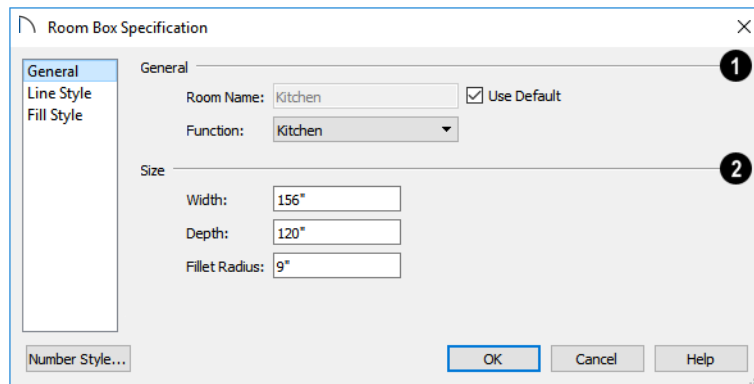 Room Box Specification
General
Line Style
Fill Style
General
1
Room Name: Kitchen Use Default
Function: Kitchen
Size
2
Width: 156"
Depth: 120"
Fillet Radius: 9"
Number Style... OK Cancel Help